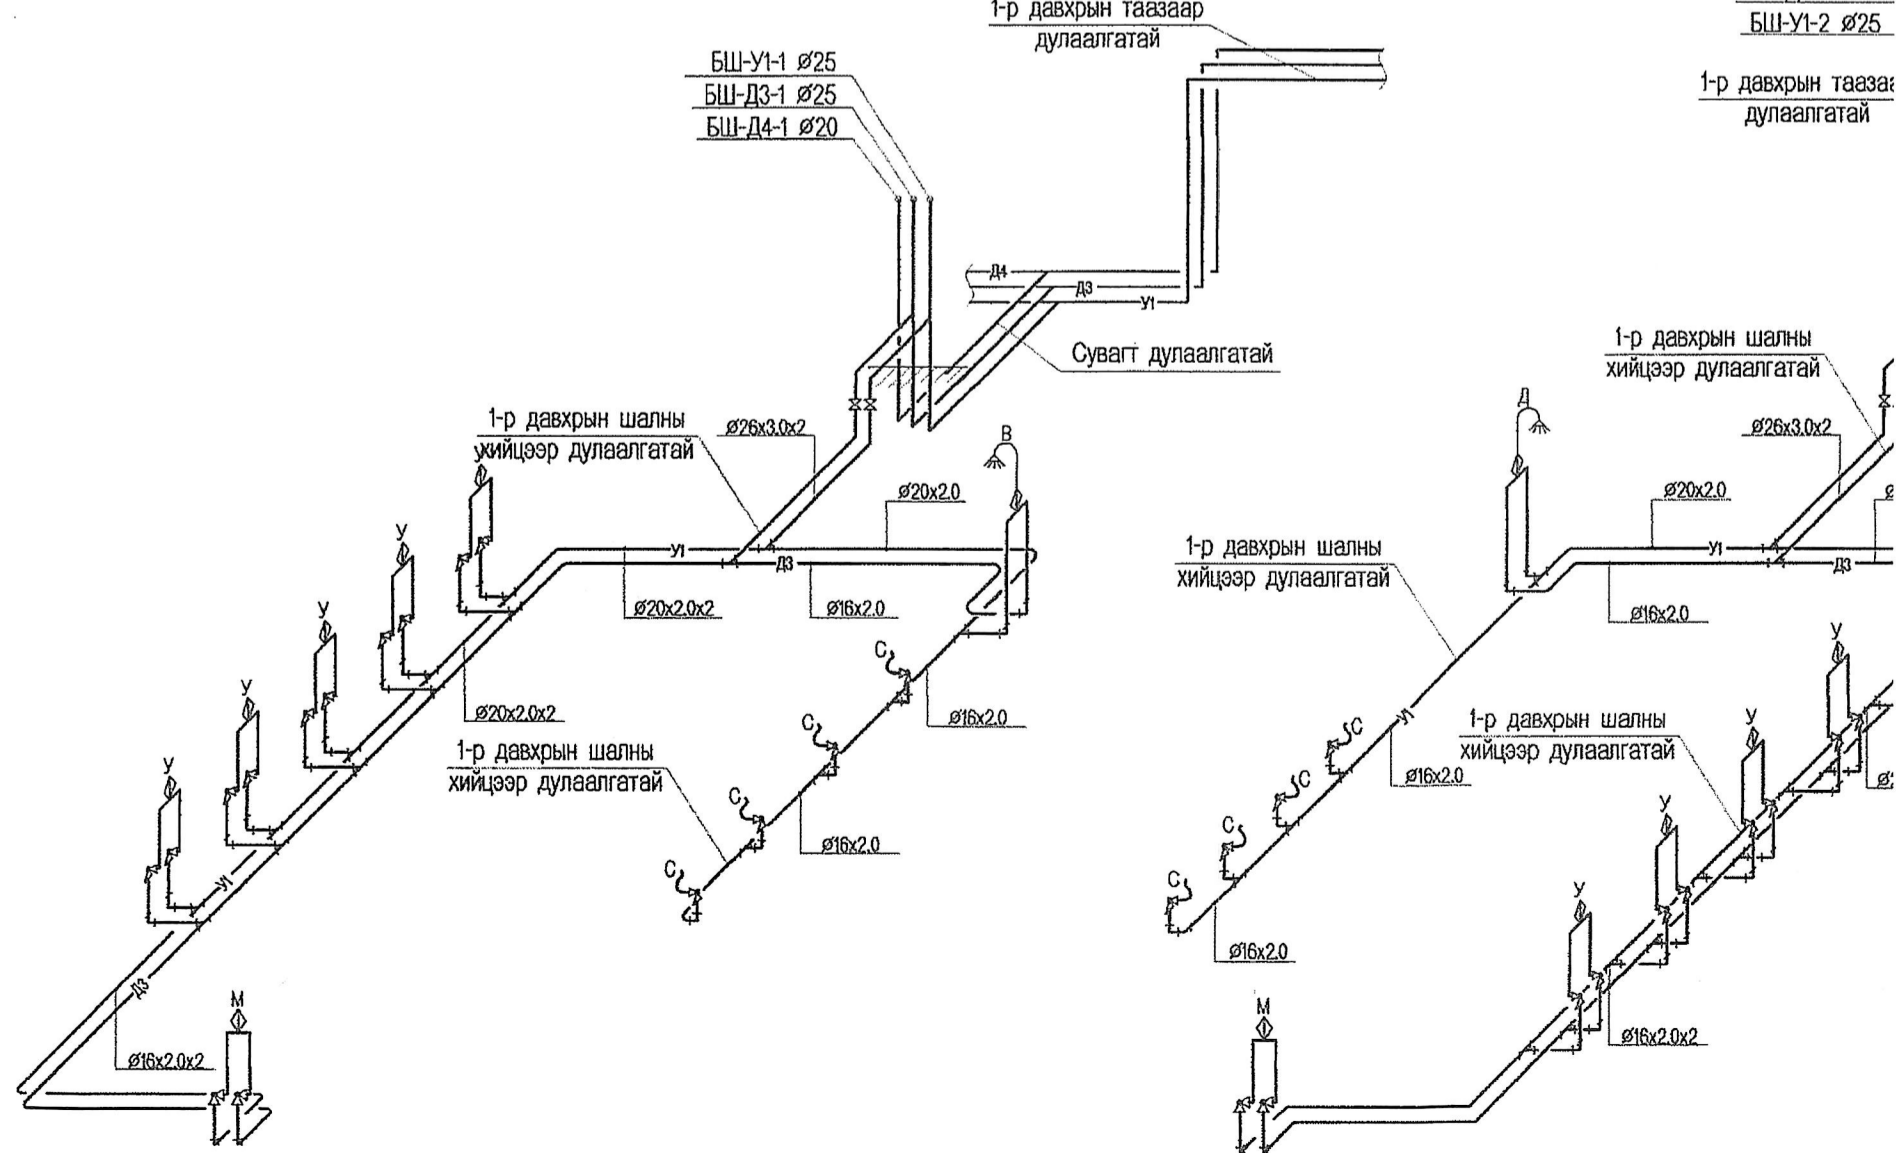 1-р давхрын таазаар
дулаалгатай
БШ-У1-2 Ø25
БШ-У1-1 Ø25
БШ-Д3-1 Ø25
БШ-Д4-1 Ø20
1-р давхрын
дулаалгатай
Д4
Д3
У1
Сувагт дулаалгатай
1-р давхрын шалны
хийцээр дулаалгатай
Ø26х3.0х2
В
У
Ø20х2.0
У
У1
Д3
Ø20х2.0х2
Ø16х2.0
У
С
У
Ø20х2.0х2
Ø16х2.0
С
1-р давхрын шалны
хийцээр дулаалгатай
У
С
Ø16х2.0
С
У1
Д3
М
Ø16х2.0х2
1-р давхрын шалны
хийцээр дулаалгатай
Д
Ø26х3.0х2
Ø20х2.0
1-р давхрын шалны
хийцээр дулаалгатай
У1
Д3
Ø16х2.0
У
У1
1-р давхрын шалны
хийцээр дулаалгатай
С
У
Ø16х2.0
С
У
С
С
У
Ø16х2.0
М
Ø16х2.0х2